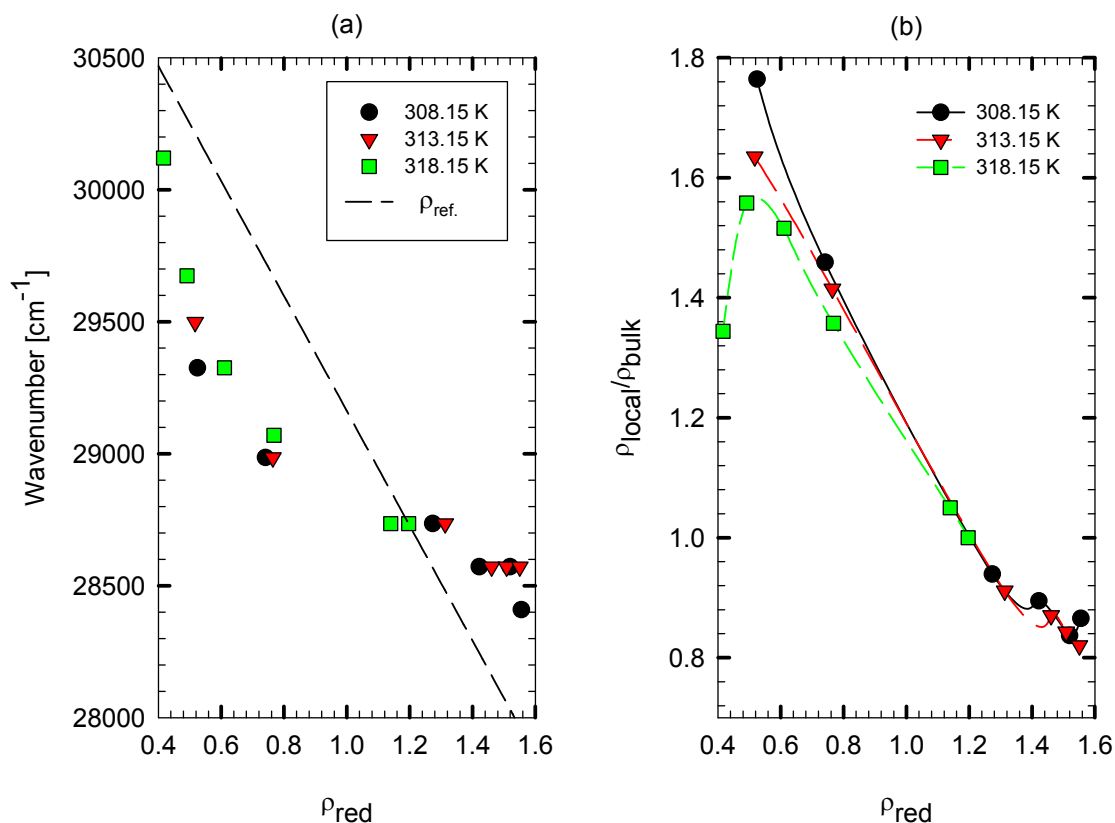 (a)
30500
30000
29500
29000
28500
28000
Wavenumber [cm⁻¹]
308.15 K
313.15 K
318.15 K
ρref.
0.4 0.6 0.8 1.0 1.2 1.4 1.6
ρred
(b)
1.8
1.6
1.4
1.2
1.0
0.8
ρlocal/ρbulk
308.15 K
313.15 K
318.15 K
0.4 0.6 0.8 1.0 1.2 1.4 1.6
ρred